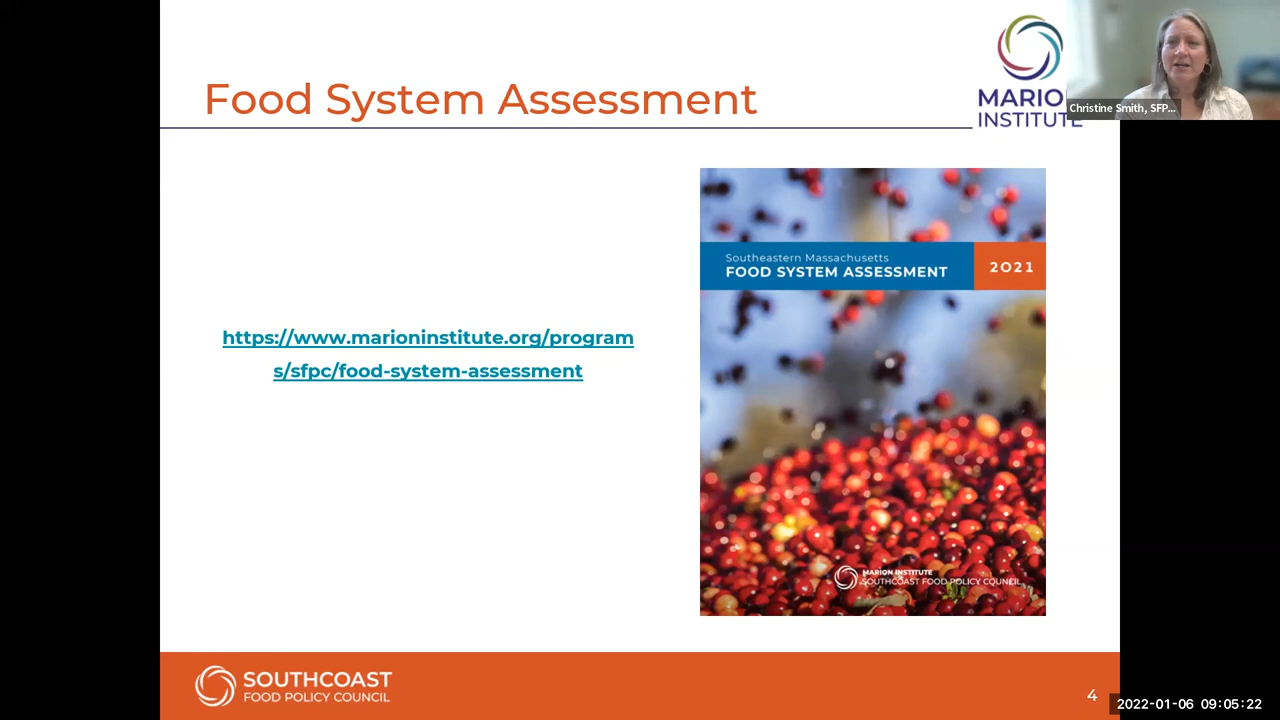 Food System Assessment
MARIO
INSTITUTE
Christine Smith, SFP...
Southeastern Massachusetts
FOOD SYSTEM ASSESSMENT
2021
https://www.marioninstitute.org/program
s/sfpc/food-system-assessment
MARION INSTITUTE
SOUTHCOAST FOOD POLICY COUNCIL
SOUTHCOAST
FOOD POLICY COUNCIL
4
2022-01-06 09:05:22